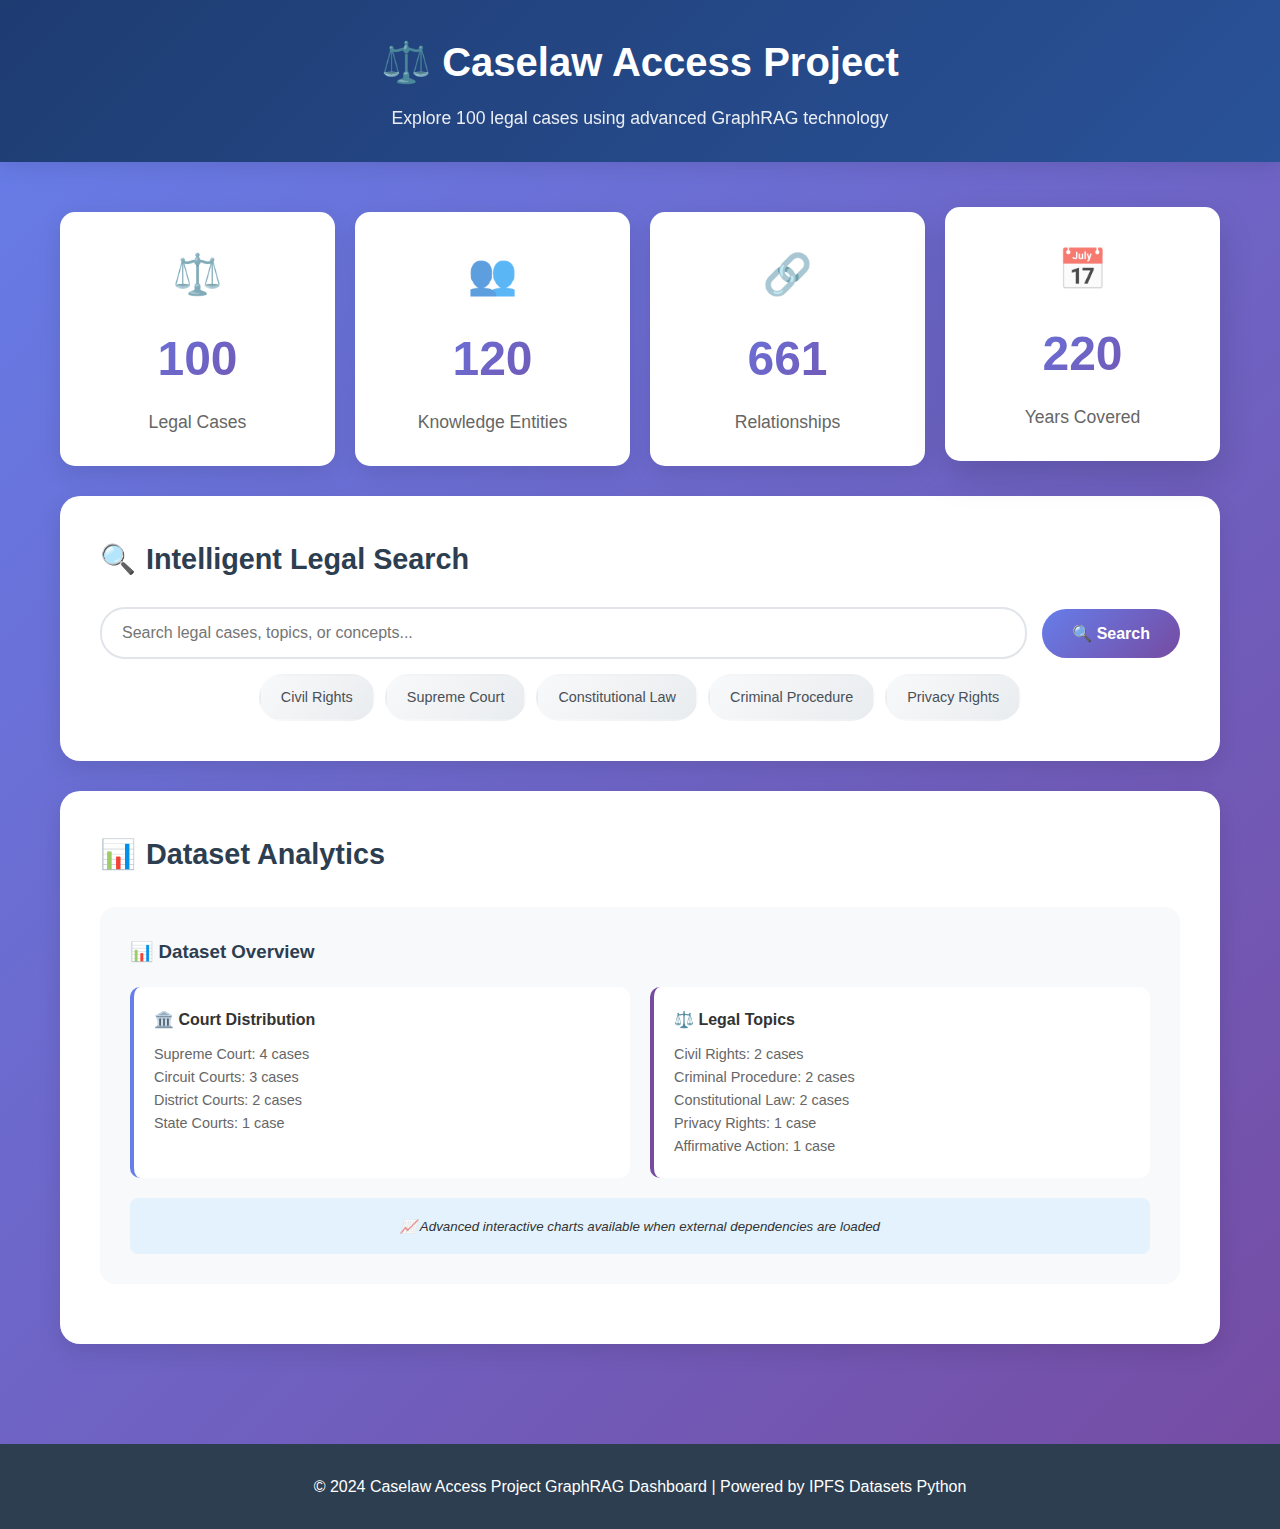 ⚖️ Caselaw Access Project
Explore 100 legal cases using advanced GraphRAG technology
100
Legal Cases
120
Knowledge Entities
661
Relationships
July
17
220
Years Covered
🔍 Intelligent Legal Search
Search legal cases, topics, or concepts...
🔍 Search
Civil Rights
Supreme Court
Constitutional Law
Criminal Procedure
Privacy Rights
📊 Dataset Analytics
📊 Dataset Overview
🏛️ Court Distribution
Supreme Court: 4 cases
Circuit Courts: 3 cases
District Courts: 2 cases
State Courts: 1 case
⚖️ Legal Topics
Civil Rights: 2 cases
Criminal Procedure: 2 cases
Constitutional Law: 2 cases
Privacy Rights: 1 case
Affirmative Action: 1 case
📈 Advanced interactive charts available when external dependencies are loaded
© 2024 Caselaw Access Project GraphRAG Dashboard | Powered by IPFS Datasets Python